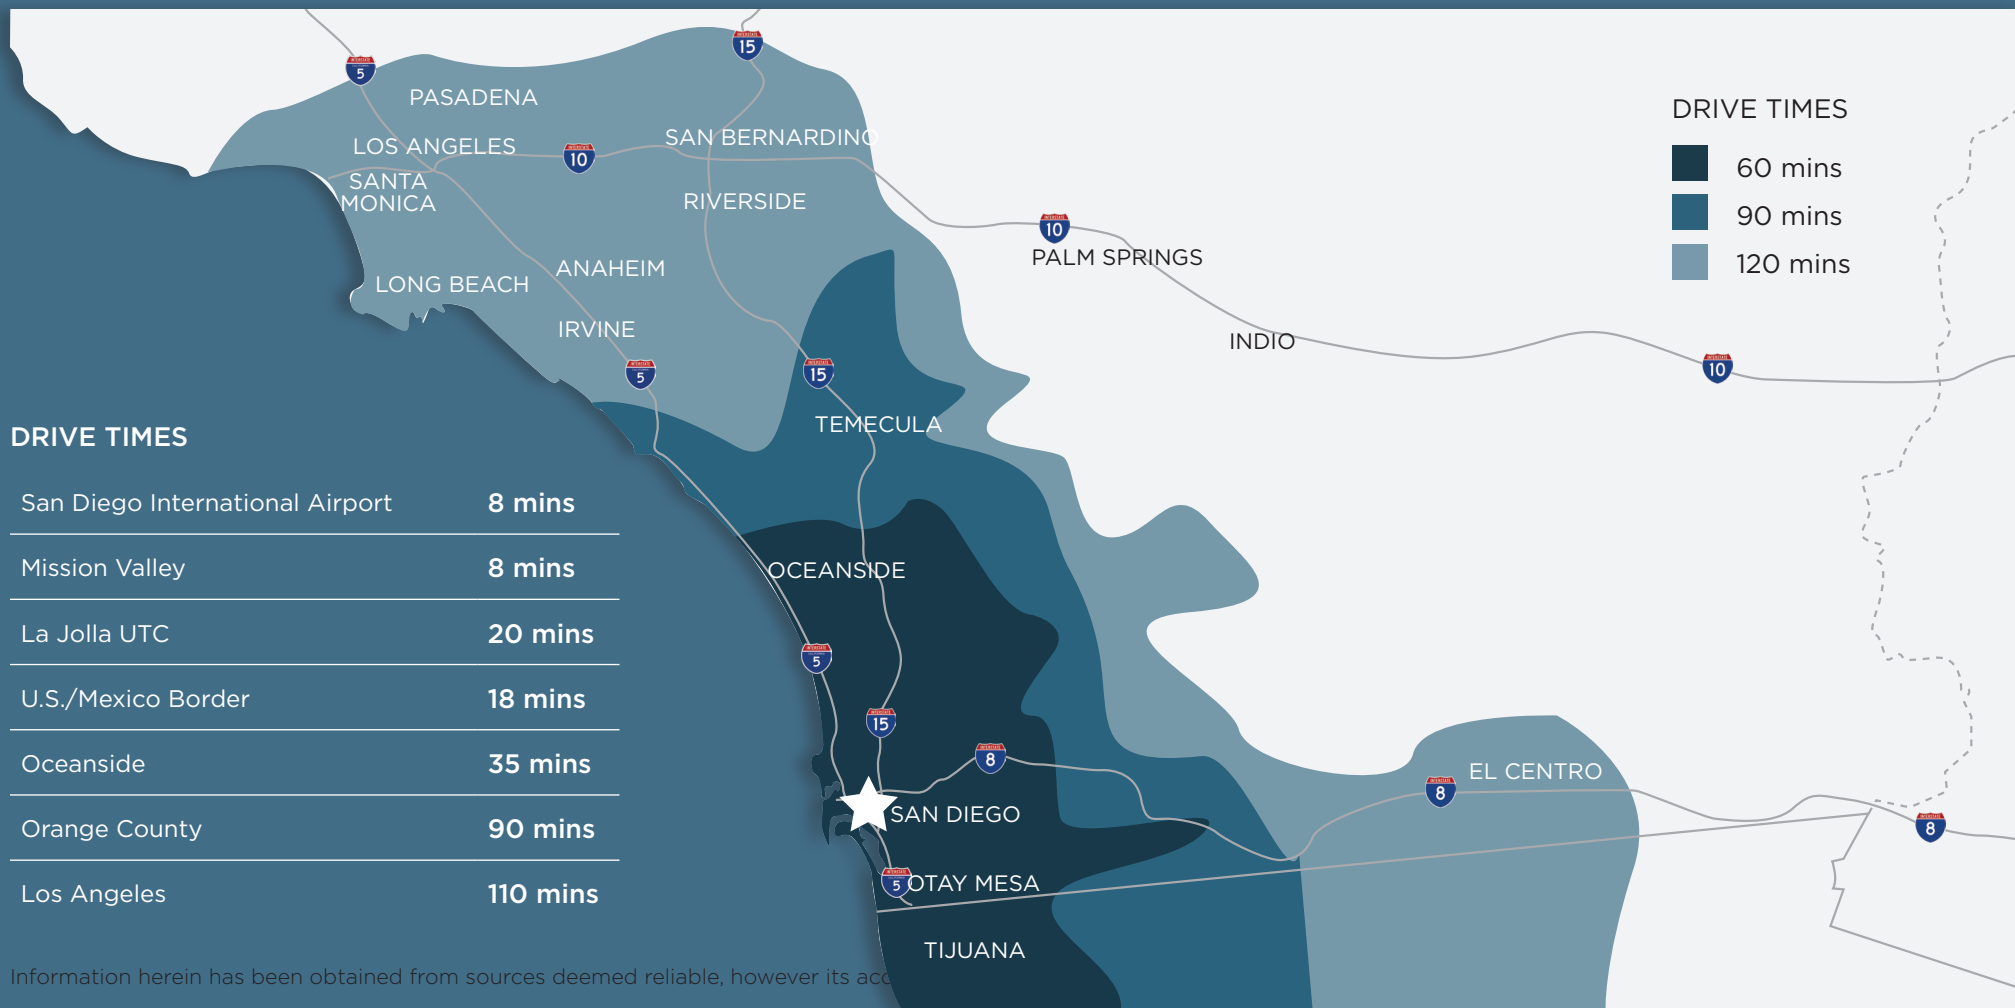 15
INTERSTATE
5
PASADENA
LOS ANGELES
SAN BERNARDINO
10
SANTA
MONICA
RIVERSIDE
10
PALM SPRINGS
ANAHEIM
LONG BEACH
IRVINE
INDIO
5
15
10
TEMECULA
DRIVE TIMES
60 mins
90 mins
120 mins
DRIVE TIMES
San Diego International Airport 8 mins
Mission Valley 8 mins
La Jolla UTC 20 mins
U.S./Mexico Border 18 mins
Oceanside 35 mins
Orange County 90 mins
Los Angeles 110 mins
OCEANSIDE
5
15
8
EL CENTRO
8
8
SAN DIEGO
5
OTAY MESA
TIJUANA
Information herein has been obtained from sources deemed reliable, however its